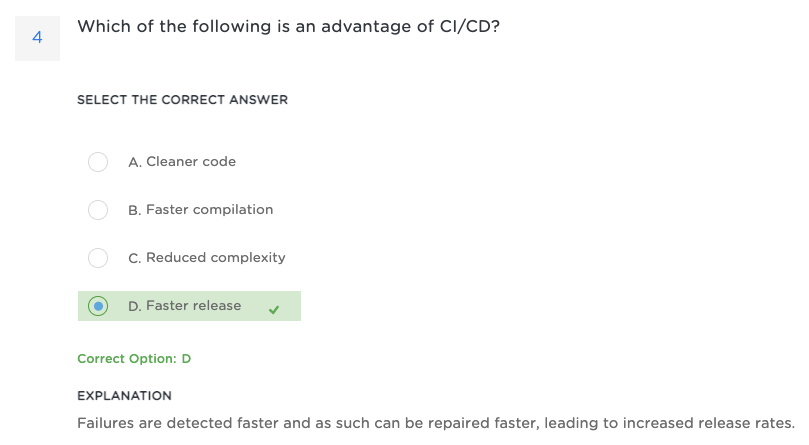 4
Which of the following is an advantage of CI/CD?
SELECT THE CORRECT ANSWER
A. Cleaner code
B. Faster compilation
C. Reduced complexity
D. Faster release
Correct Option: D
EXPLANATION
Failures are detected faster and as such can be repaired faster, leading to increased release rates.